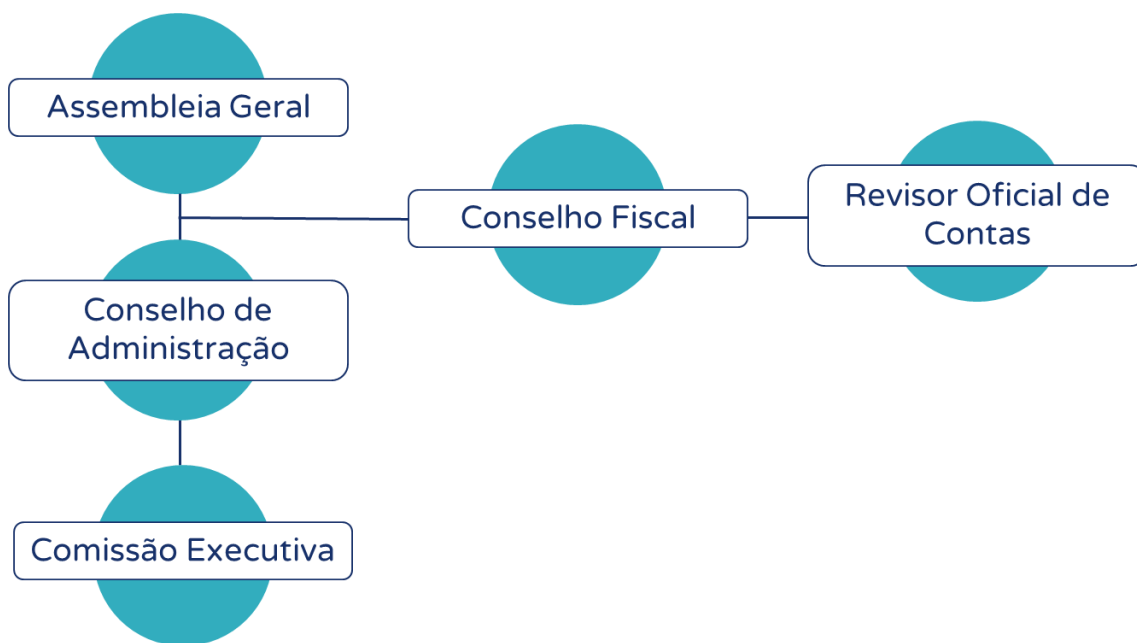 Assembleia Geral
Conselho Fiscal
Revisor Oficial de
Contas
Conselho de
Administração
Comissão Executiva